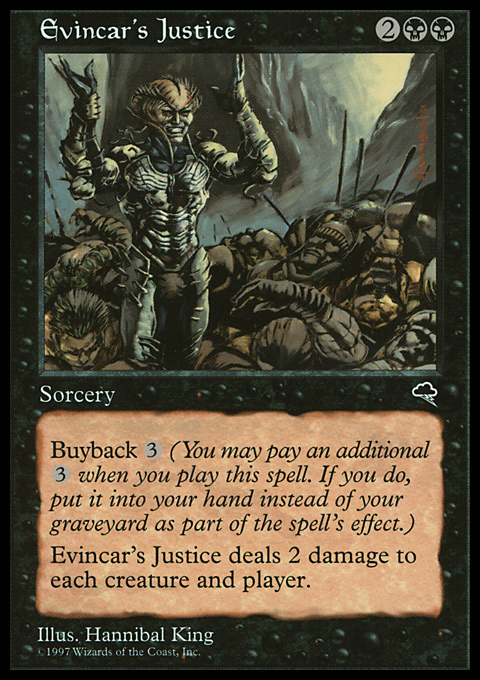 Evincar's Justice 2
Sorcery
Buyback 3 (You may pay an additional
3 when you play this spell. If you do,
put it into your hand instead of your
graveyard as part of the spell's effect.)
Evincar's Justice deals 2 damage to
each creature and player.
Illus. Hannibal King
©1997 Wizards of the Coast, Inc.